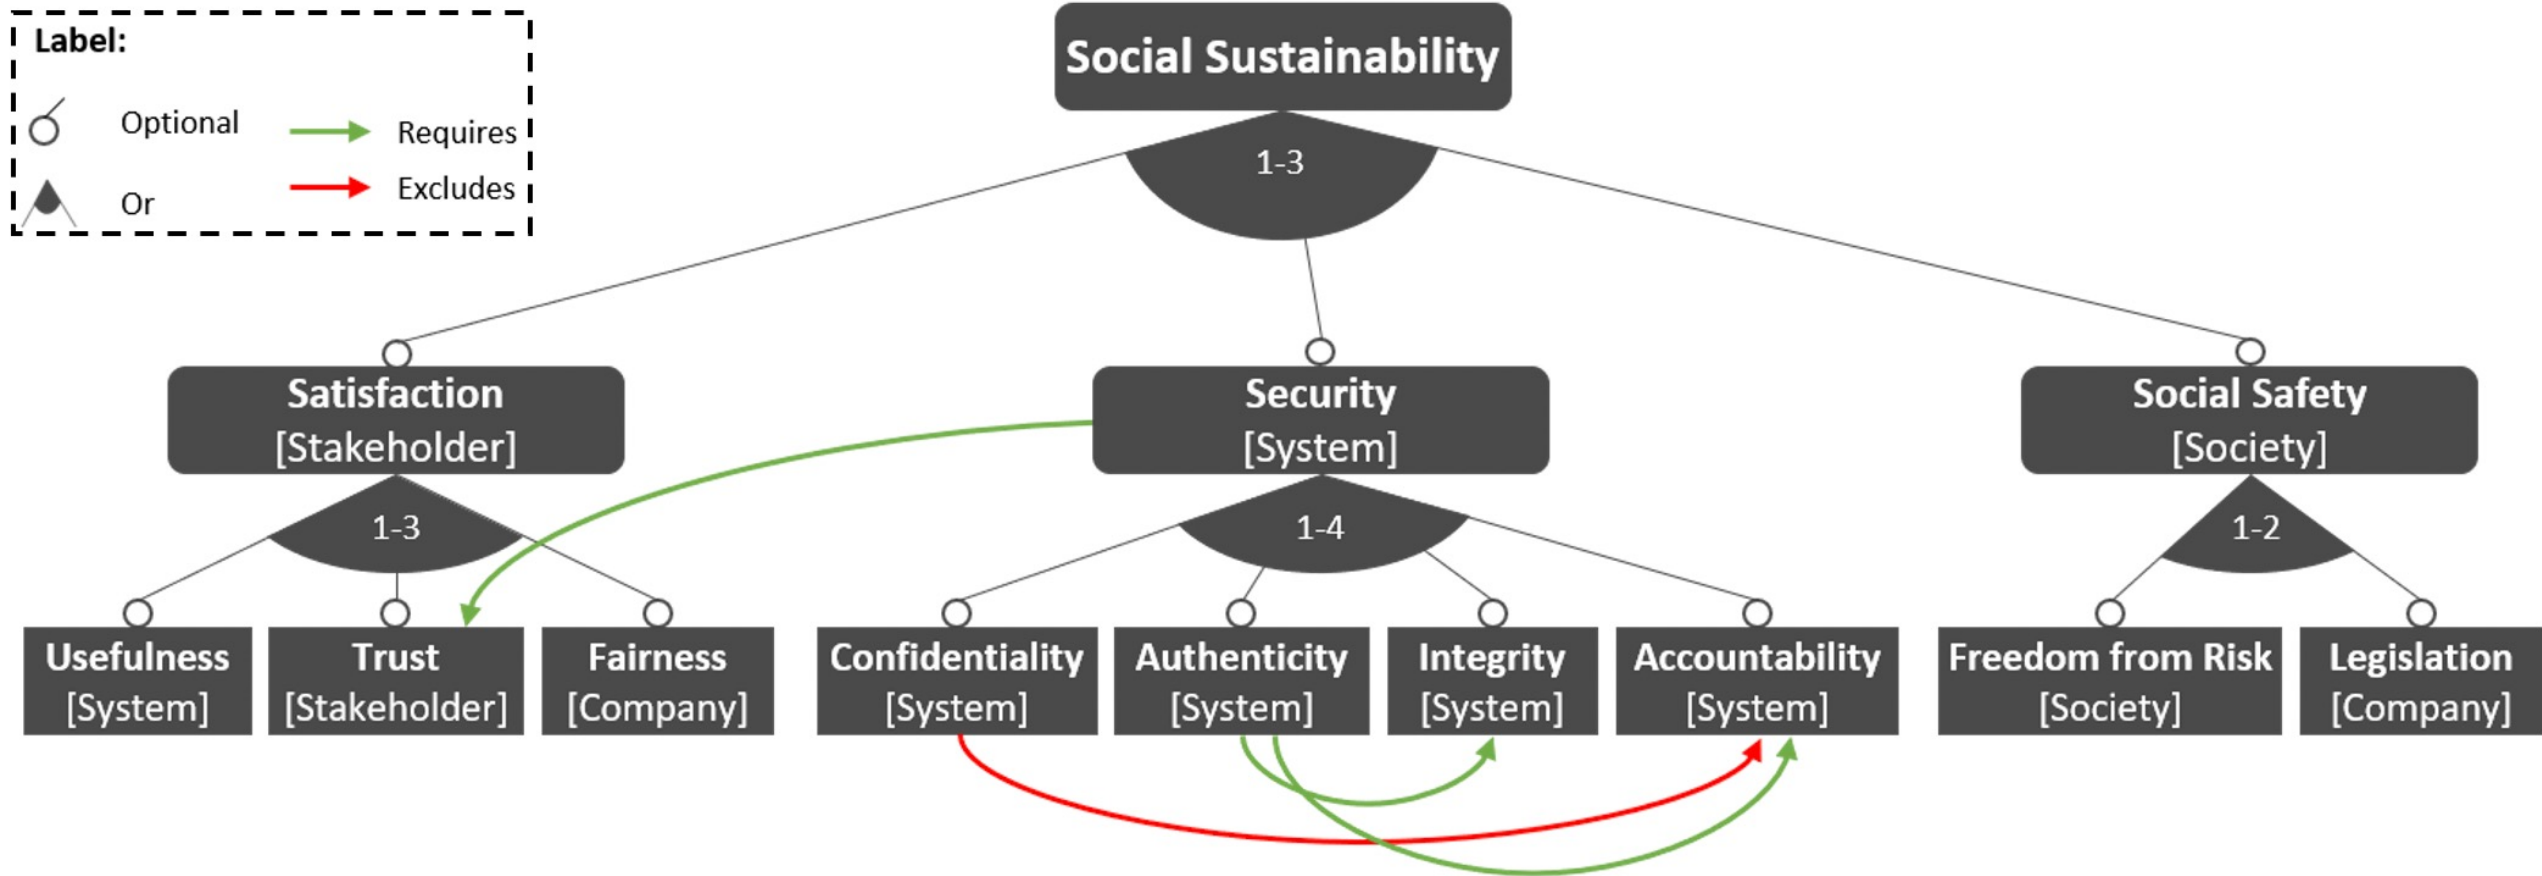 Label:
Optional
Requires
Excludes
Or
Social Sustainability
1-3
Satisfaction
[Stakeholder]
Security
[System]
Social Safety
[Society]
1-3
1-4
1-2
Usefulness
[System]
Trust
[Stakeholder]
Fairness
[Company]
Confidentiality
[System]
Authenticity
[System]
Integrity
[System]
Accountability
[System]
Freedom from Risk
[Society]
Legislation
[Company]